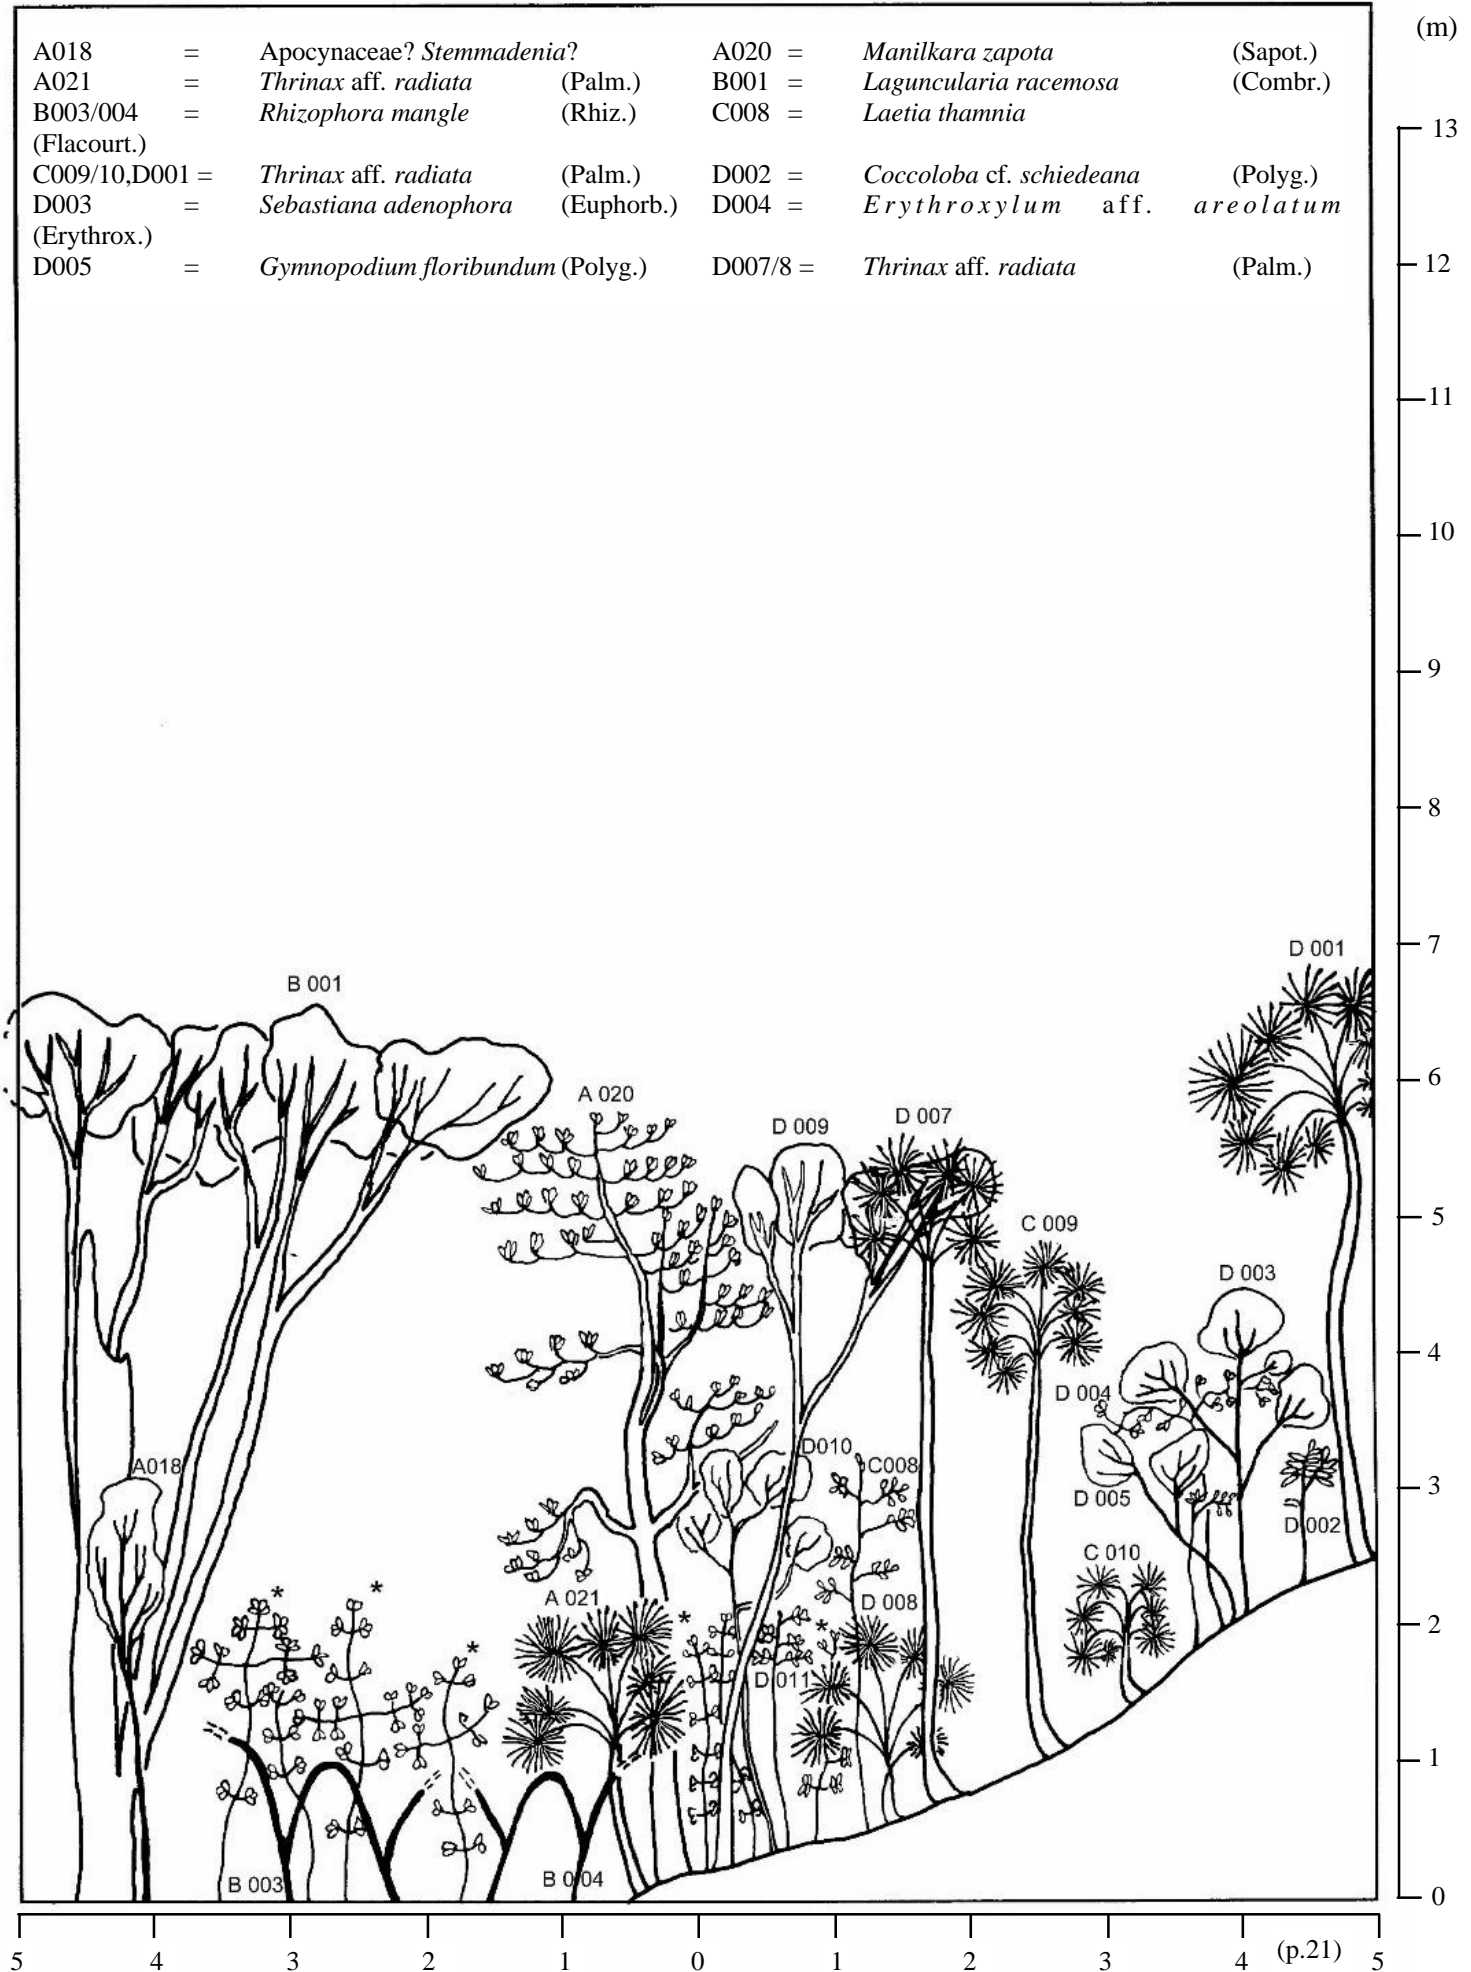 (m)
A018 = Apocynaceae? Stemmadenia? A020 = Manilkara zapota (Sapot.)
A021 = Thrinax aff. radiata (Palm.) B001 = Laguncularia racemosa (Combr.)
B003/004 = Rhizophora mangle (Rhiz.) C008 = Laetia thamnia
(Flacourt.)
C009/10,D001 = Thrinax aff. radiata (Palm.) D002 = Coccoloba cf. schiedeana (Polyg.)
D003 = Sebastiana adenophora (Euphorb.) D004 = Erythroxylum aff. areolatum
(Erythrox.)
D005 = Gymnopodium floribundum (Polyg.) D007/8 = Thrinax aff. radiata (Palm.)
13
12
11
10
9
8
7
D 001
B 001
6
A 020
D 007
D 009
5
C 009
D 003
4
D 004
D010
C008
A018
3
D 005
D 002
C 010
*
*
A 021
D 008
2
*
*
*
D 011
1
B 003
B 004
0
5 4 3 2 1 0 1 2 3 4 (p.21) 5